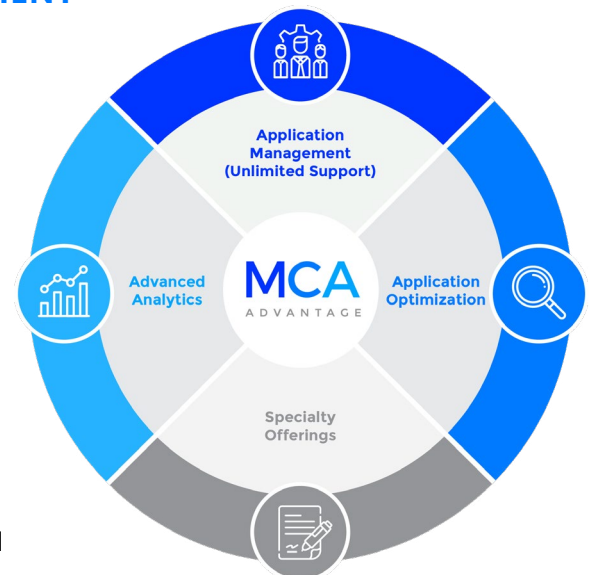 Application
Management
(Unlimited Support)
Advanced
Analytics
MCA
ADVANTAGE
Application
Optimization
Specialty
Offerings